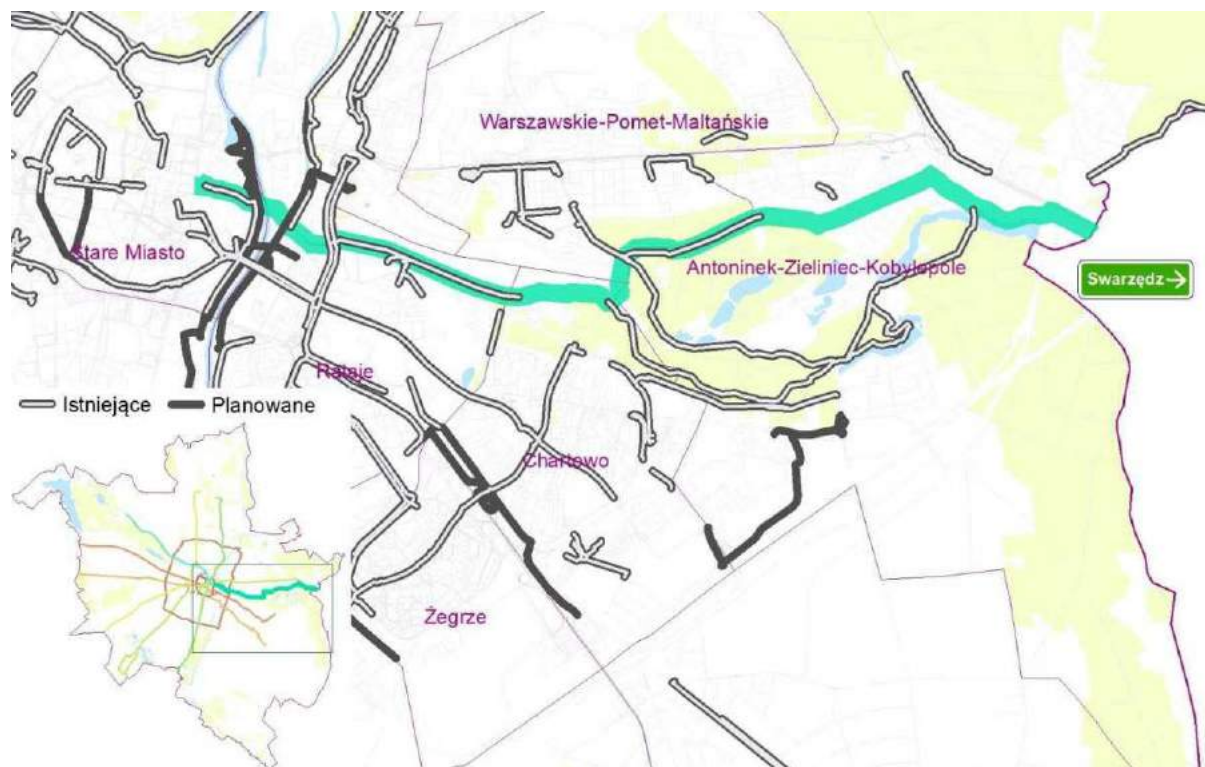 Warszawskie-Pomet-Maltańskie
Stare Miasto
Antoninek-Zieliniec-Kobylepole
Swarzędz
Rataje
Istniejące
Planowane
Chartowo
Żegrze